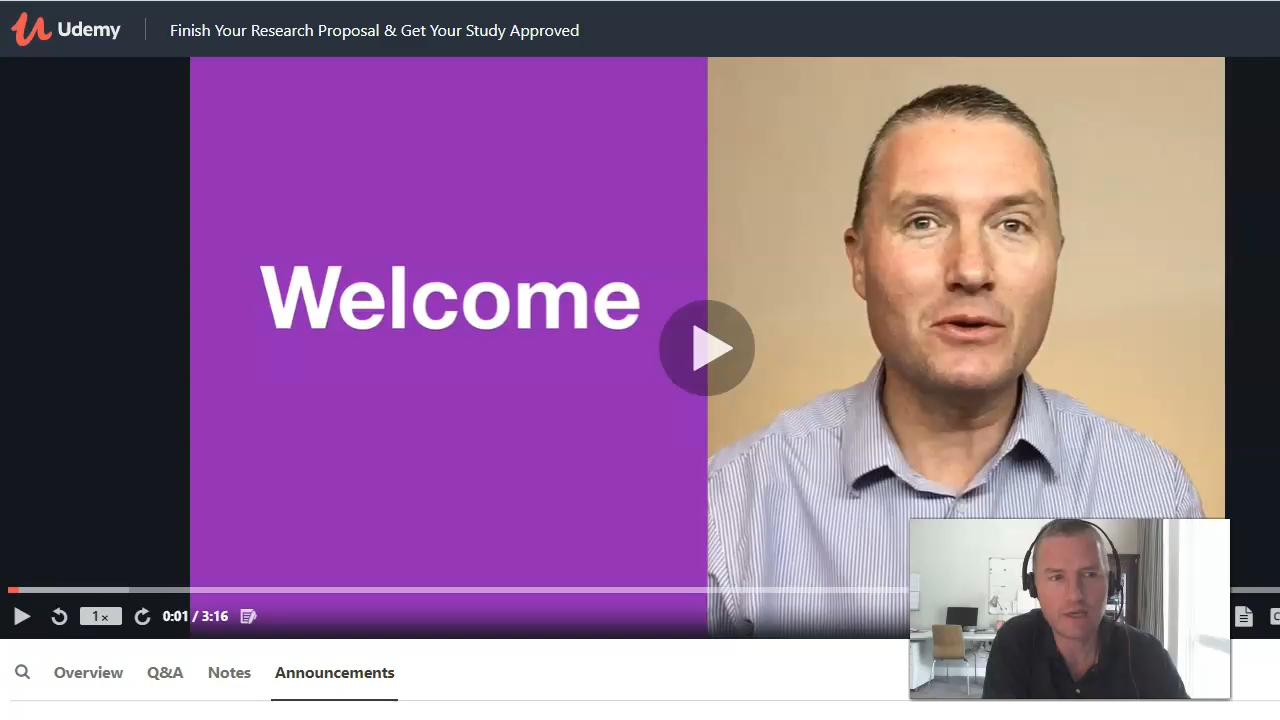 Udemy
Finish Your Research Proposal & Get Your Study Approved
Welcome
1x
0:01 / 3:16
Overview
Q&A
Notes
Announcements